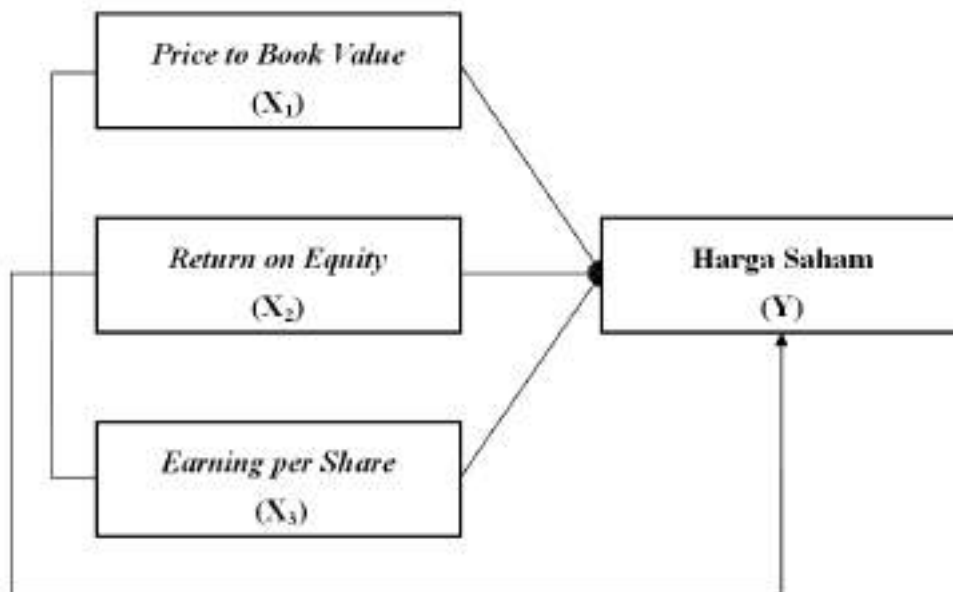 Price to Book Value
(X₁)
Return on Equity
(X₂)
Earning per Share
(X₃)
Harga Saham
(Y)